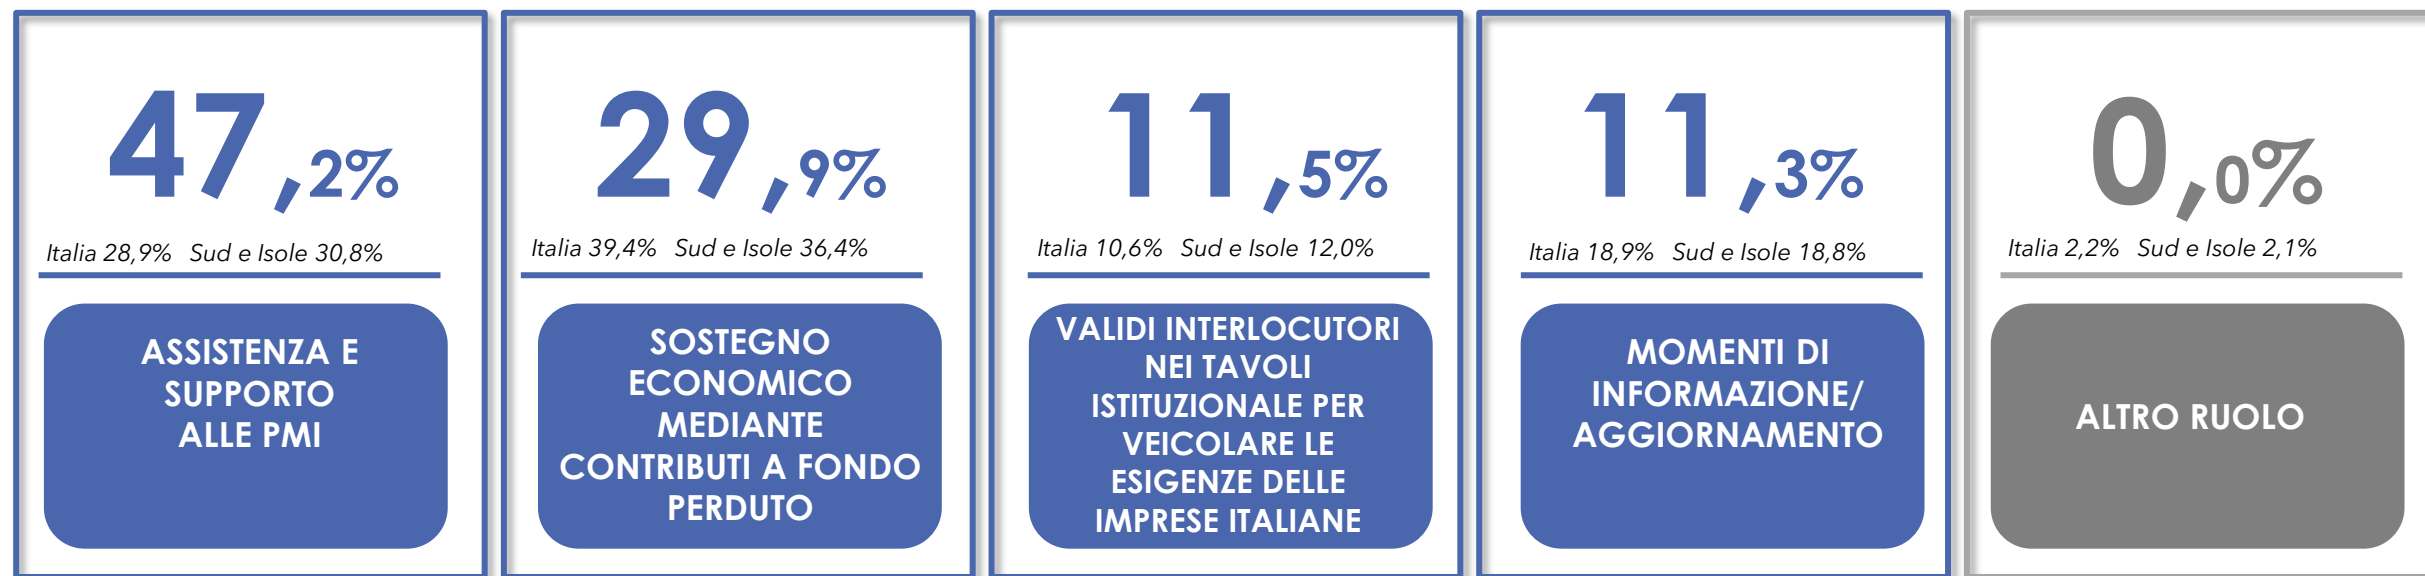 47,2%
Italia 28,9% Sud e Isole 30,8%
ASSISTENZA E
SUPPORTO
ALLE PMI
29,9%
Italia 39,4% Sud e Isole 36,4%
SOSTEGNO
ECONOMICO
MEDIANTE
CONTRIBUTI A FONDO
PERDUTO
11,5%
Italia 10,6% Sud e Isole 12,0%
VALIDI INTERLOCUTORI
NEI TAVOLI
ISTITUZIONALE PER
VEICOLARE LE
ESIGENZE DELLE
IMPRESE ITALIANE
11,3%
Italia 18,9% Sud e Isole 18,8%
MOMENTI DI
INFORMAZIONE/
AGGIORNAMENTO
0,0%
Italia 2,2% Sud e Isole 2,1%
ALTRO RUOLO